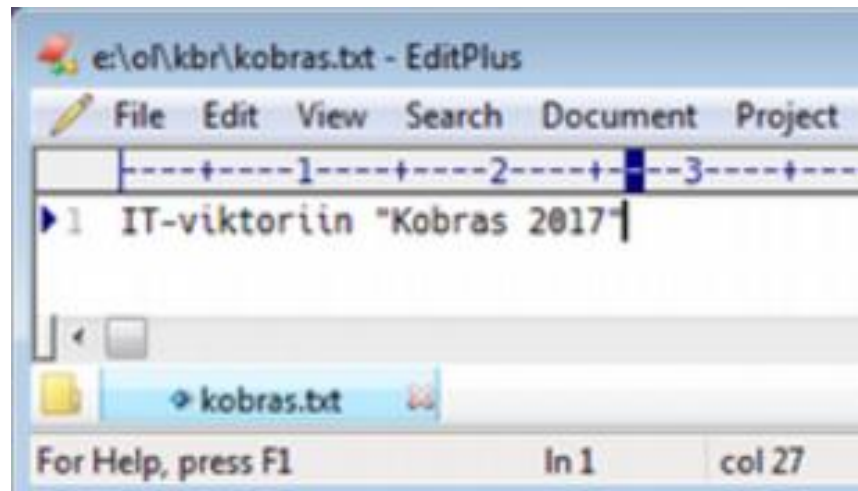 e:\ol\kbr\kobras.txt - EditPlus
File Edit View Search Document Project
----+----1----+----2----+----3----+---
1 IT-viktoriin "Kobras 2017"
kobras.txt
For Help, press F1 ln 1 col 27